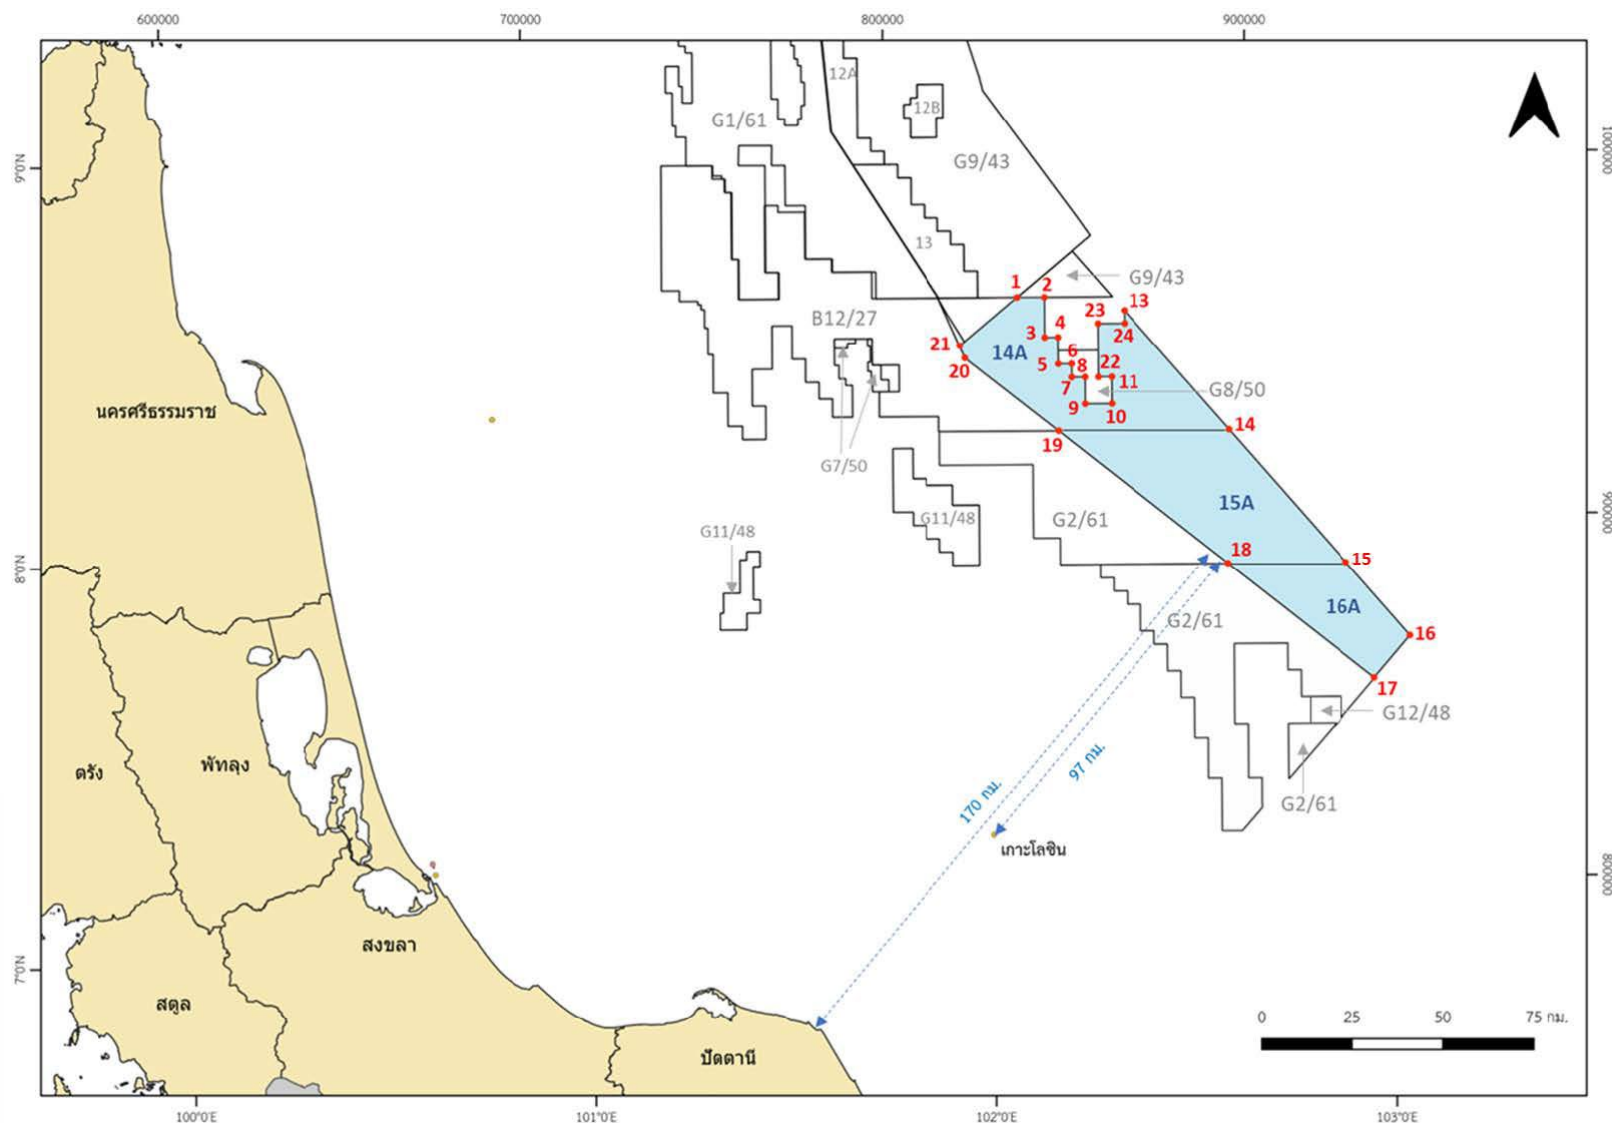 600000 700000 800000 900000
12A
12B
G1/61
G9/43
1000000
9°0'N
13
G9/43
1 2 13
23
24
B12/27
21 3 4
14A
6
20 5 8 22
7 11
G8/50
9 10
นครศรีธรรมราช
14
19
G7/50
15A
900000
G11/48
G2/61
G11/48
18
15
8°0'N
16A
G2/61
16
17
G12/48
97 กม.
พัทลุง
ตรัง
170 กม.
G2/61
เกาะโลซิน
800000
สงขลา
7°0'N
สตูล
0 25 50 75 กม.
ปัตตานี
100°0'E 101°0'E 102°0'E 103°0'E